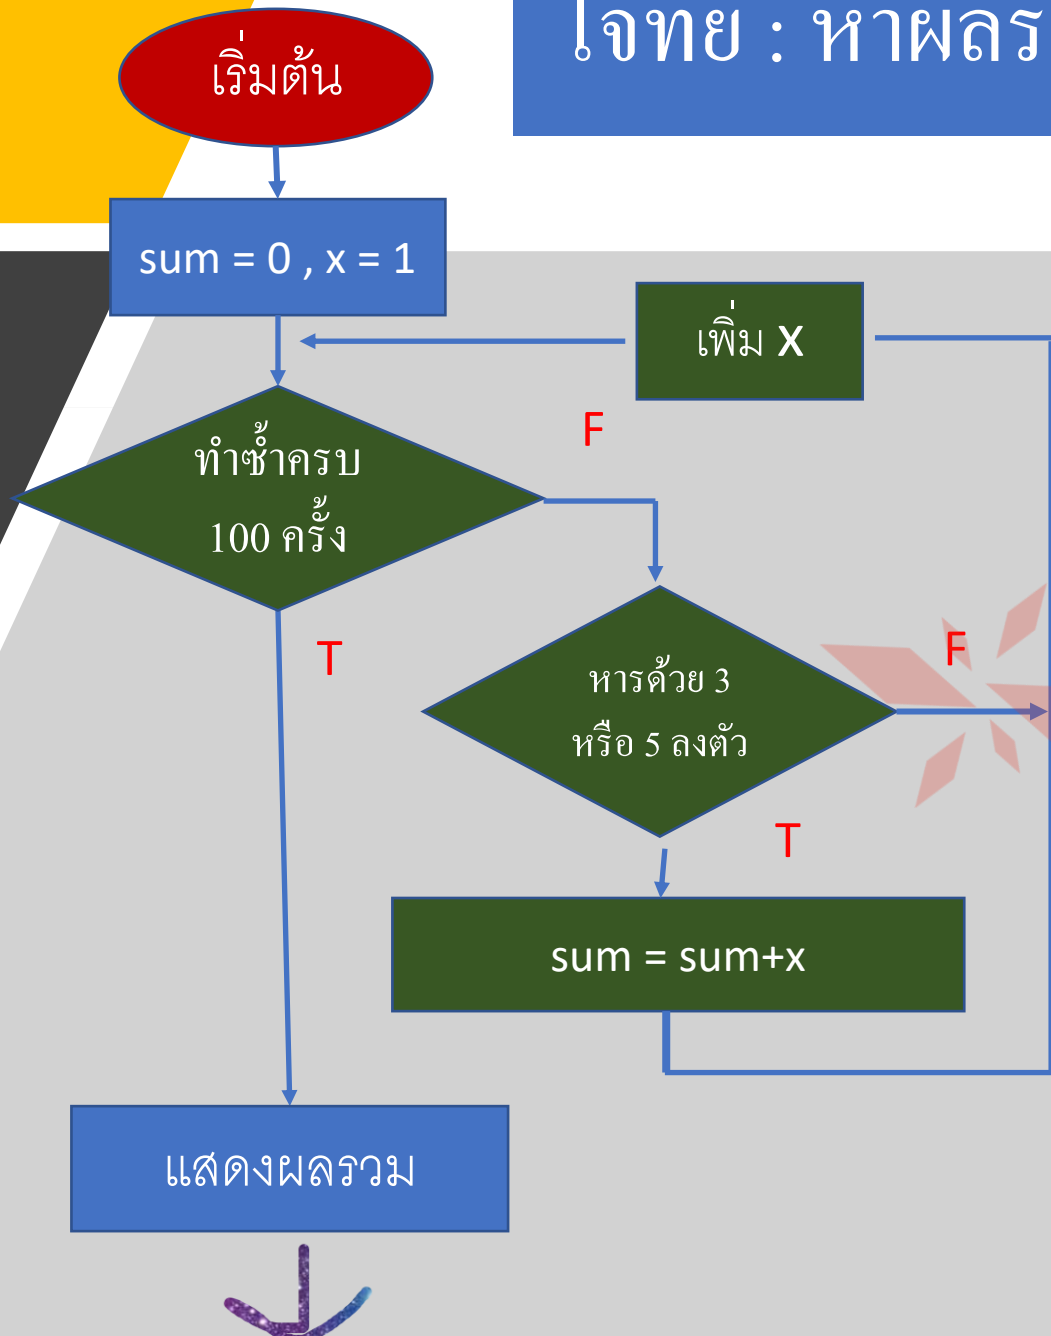 โจทย : หาผลร
เริ่มต้น
sum = 0 , x = 1
เพิ่ม x
F
ทำซ้ำครบ
100 ครั้ง
T
หารด้วย 3
หรือ 5 ลงตัว
F
T
sum = sum+x
แสดงผลรวม